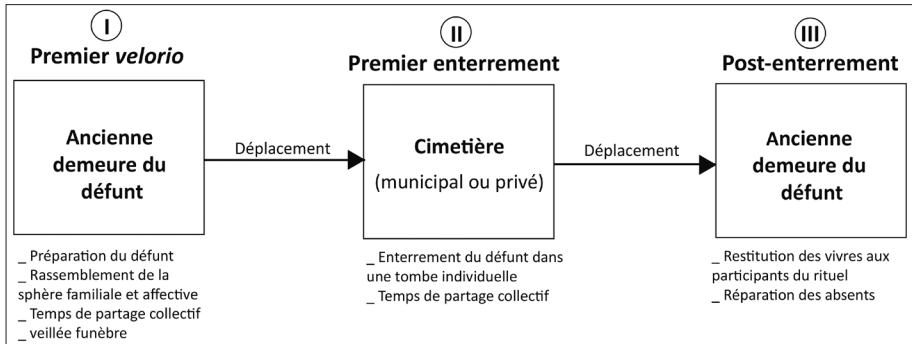 I
Premier velorio
Ancienne
demeure du
défunt
_ Préparation du défunt
_ Rassemblement de la
sphère familiale et affective
_ Temps de partage collectif
_ veillée funèbre
Déplacement
II
Premier enterrement
Cimetière
(municipal ou privé)
_ Enterrement du défunt dans
une tombe individuelle
_ Temps de partage collectif
Déplacement
III
Post-enterrement
Ancienne
demeure du
défunt
_ Restitution des vivres aux
participants du rituel
_ Réparation des absents